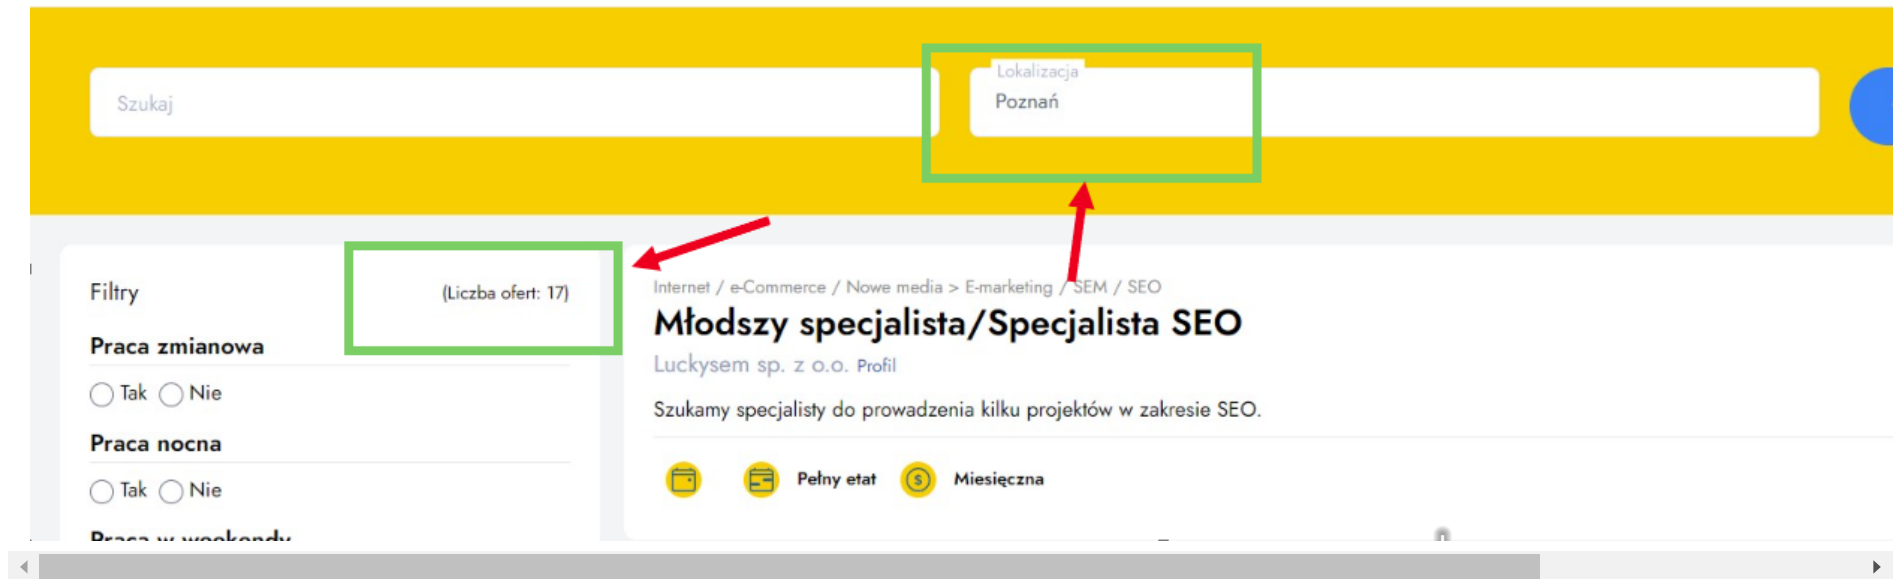 Szukaj
Lokalizacja
Poznań
Filtry
(Liczba ofert: 17)
Praca zmianowa
Tak Nie
Praca nocna
Tak Nie
Praca w weekendy
Internet / e-Commerce / Nowe media > E-marketing / SEM / SEO
Młodszy specjalista/Specjalista SEO
Luckysem sp. z o.o. Profil
Szukamy specjalisty do prowadzenia kilku projektów w zakresie SEO.
Pełny etat Miesięczna